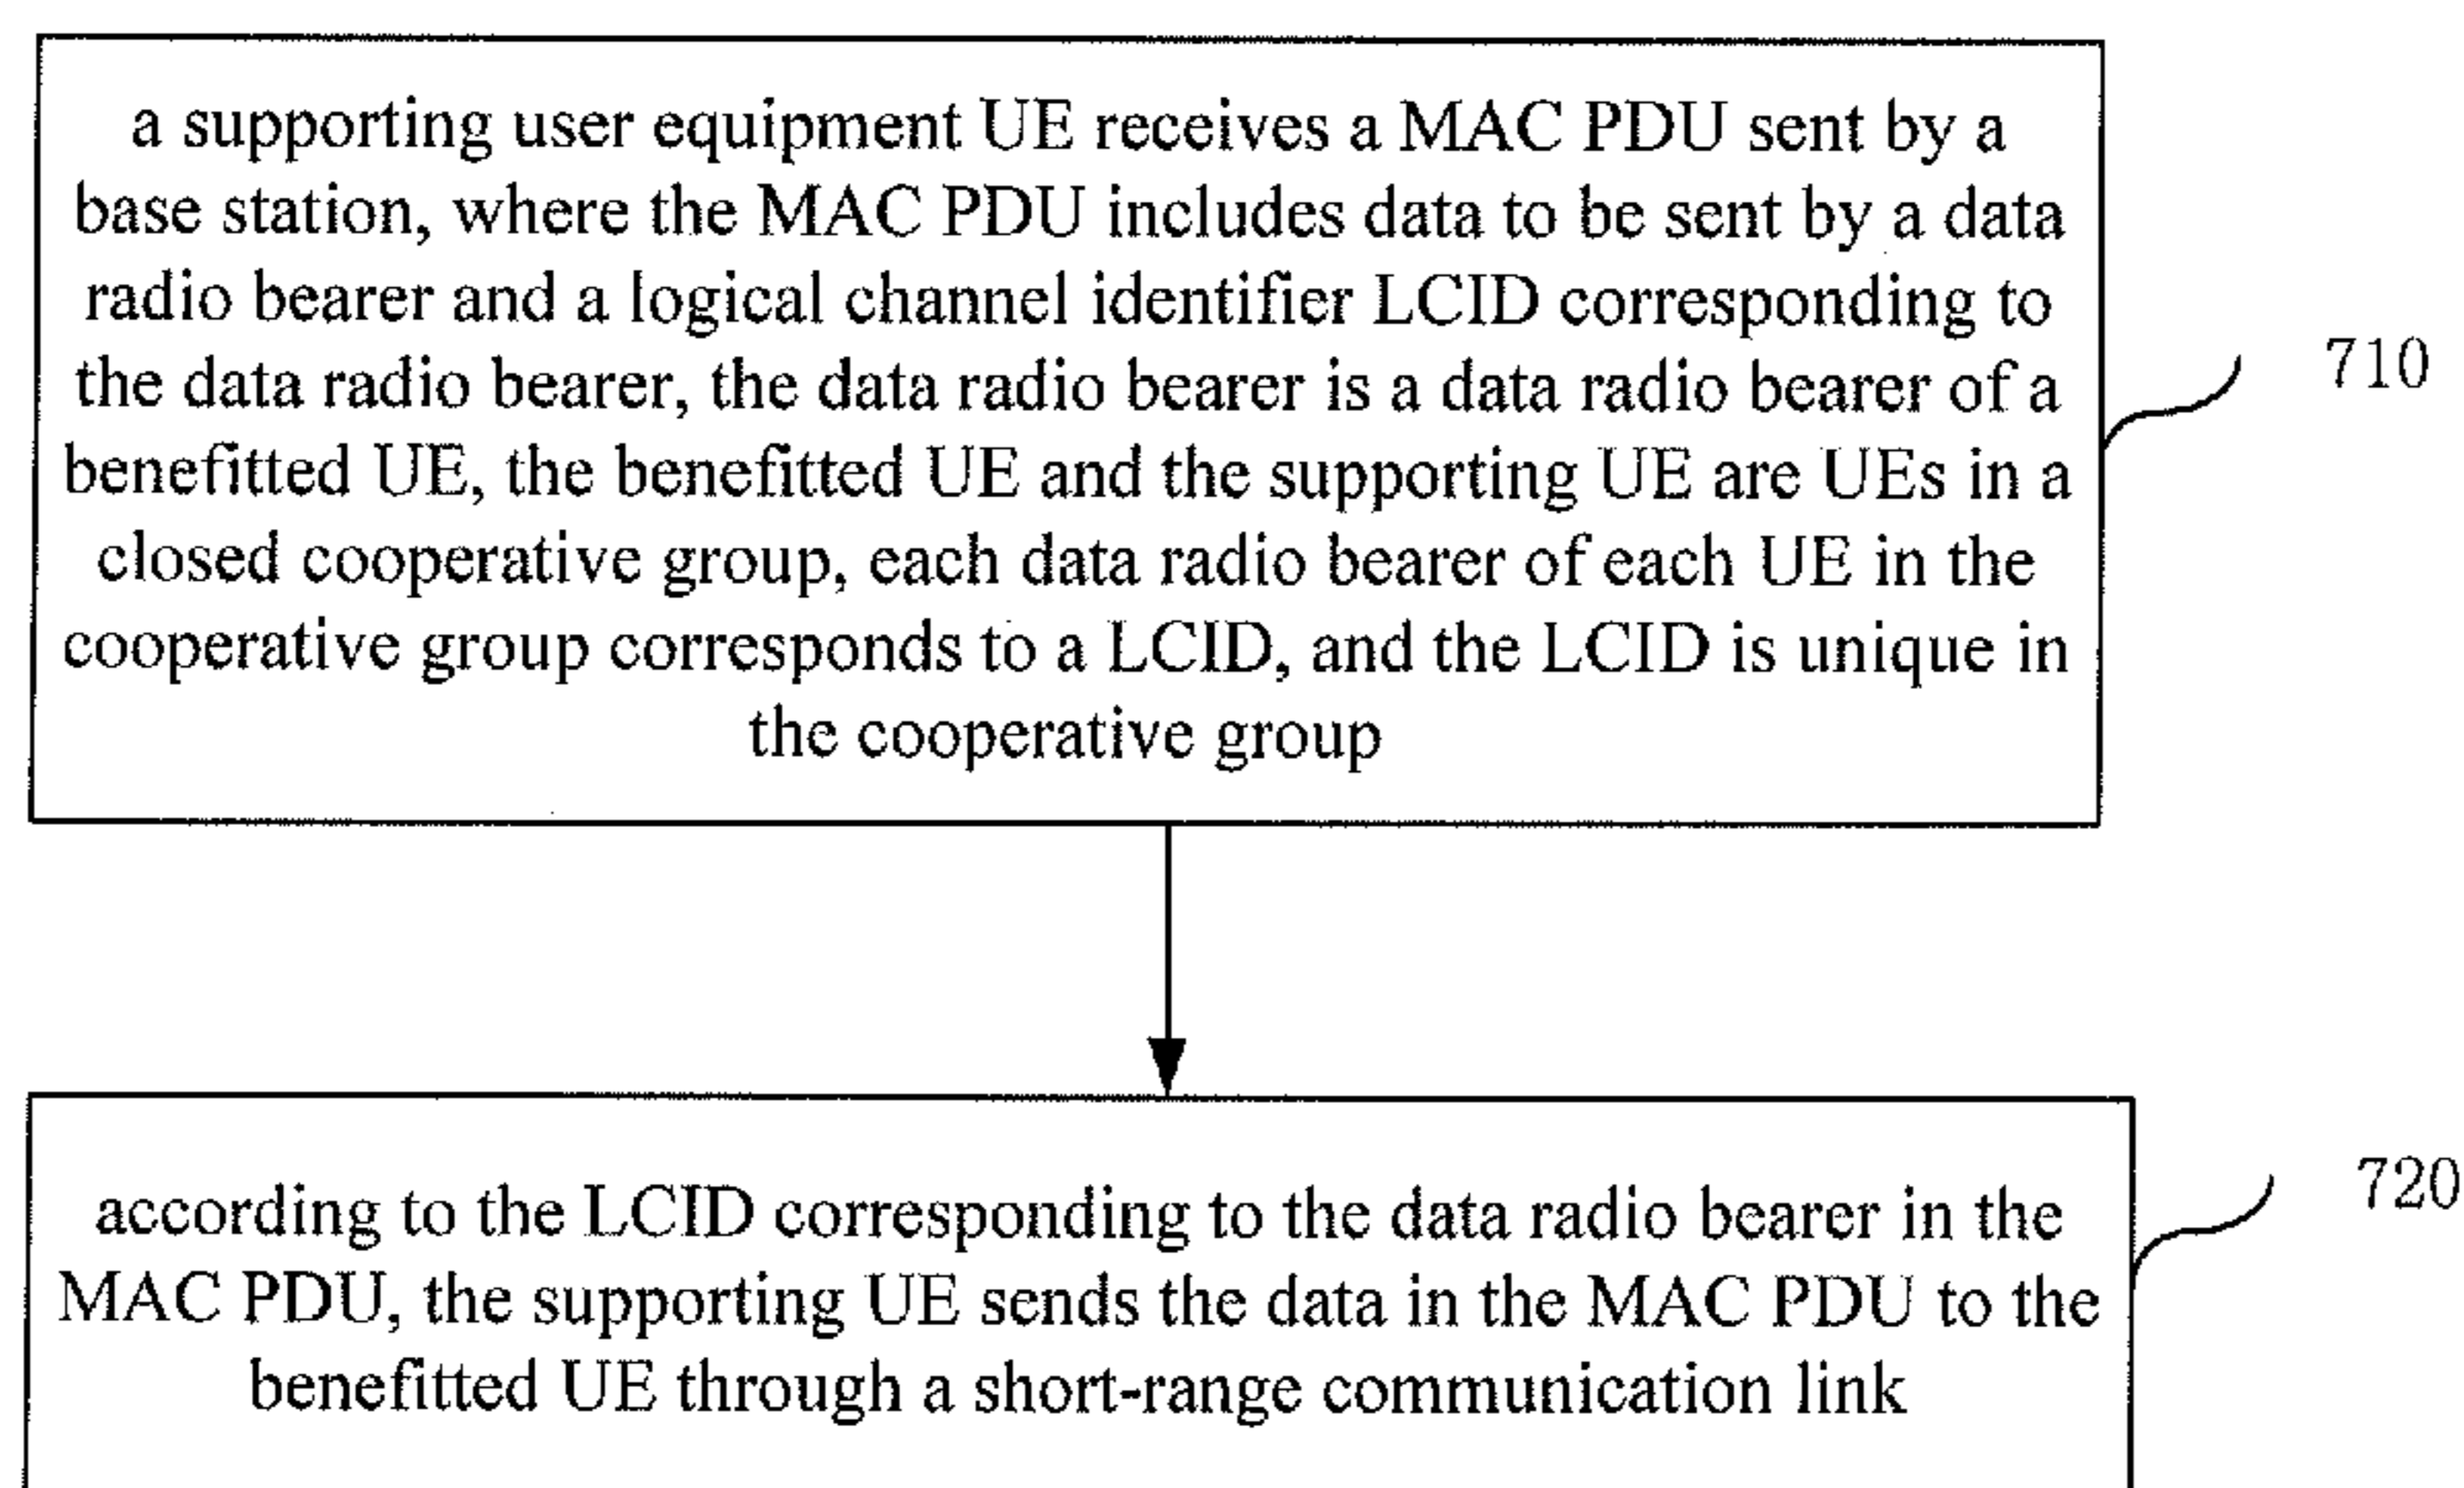 a supporting user equipment UE receives a MAC PDU sent by a
base station, where the MAC PDU includes data to be sent by a data
radio bearer and a logical channel identifier LCID corresponding to
the data radio bearer, the data radio bearer is a data radio bearer of a
benefitted UE, the benefitted UE and the supporting UE are UEs in a
closed cooperative group, each data radio bearer of each UE in the
cooperative group corresponds to a LCID, and the LCID is unique in
the cooperative group
710
according to the LCID corresponding to the data radio bearer in the
MAC PDU, the supporting UE sends the data in the MAC PDU to the
benefitted UE through a short-range communication link
720